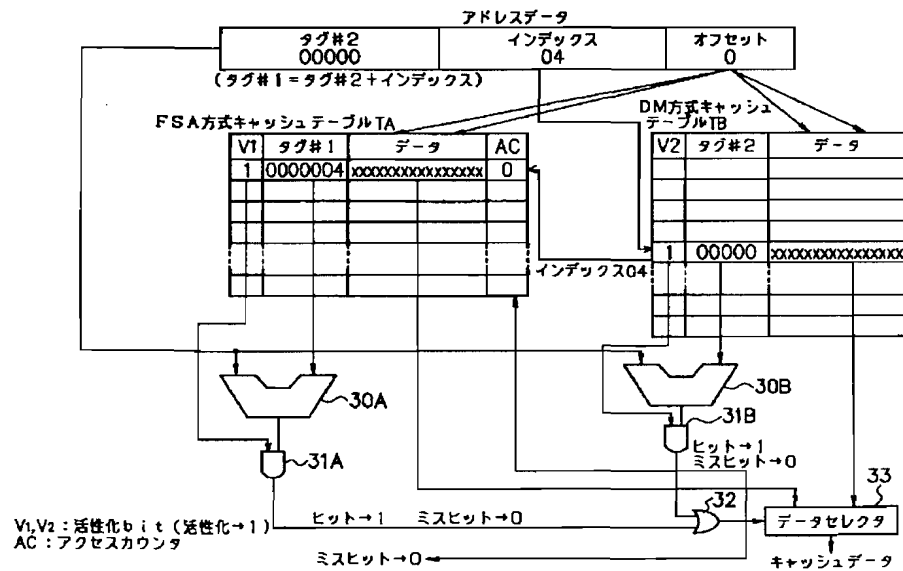 アドレスデータ
タグ#2 インデックス オフセット
00000 04 0
(タグ#1=タグ#2+インデックス)
FSA方式キャッシュテーブルTA
DM方式キャッシュ
テーブルTB
V1 タグ#1 データ AC
1 0000004 xxxxxxxxxxxxxxxx 0
V2 タグ#2 データ
1 00000 xxxxxxxxxxxxxxxx
インデックス04
30A
30B
31A
31B
ヒット→1
ミスヒット→0
32
33
データセレクタ
キャッシュデータ
V1,V2:活性化bit(活性化→1)
AC:アクセスカウンタ
ヒット→1 ミスヒット→0
ミスヒット→0